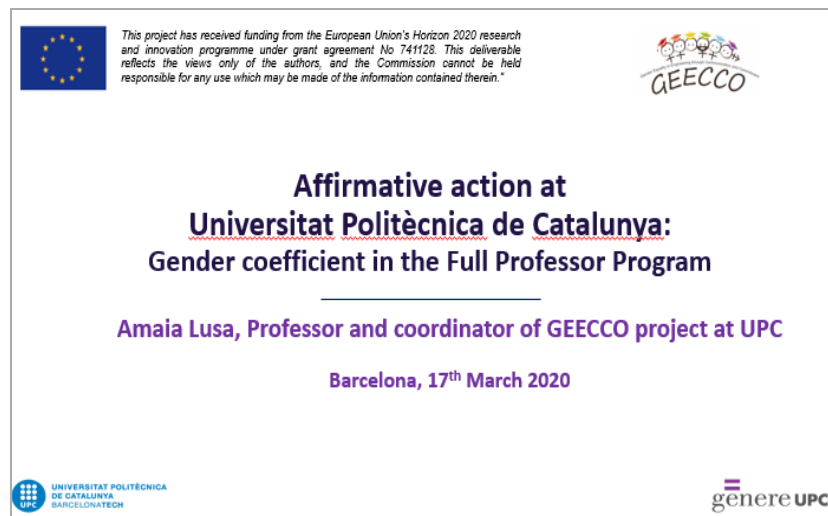 This project has received funding from the European Union's Horizon 2020 research
and innovation programme under grant agreement No 741128. This deliverable
reflects the views only of the authors, and the Commission cannot be held
responsible for any use which may be made of the information contained therein."
GEECCO
Affirmative action at
Universitat Politècnica de Catalunya:
Gender coefficient in the Full Professor Program
Amaia Lusa, Professor and coordinator of GEECCO project at UPC
Barcelona, 17th March 2020
UPC
UNIVERSITAT POLITÈCNICA
DE CATALUNYA
BARCELONATECH
gènere UPC